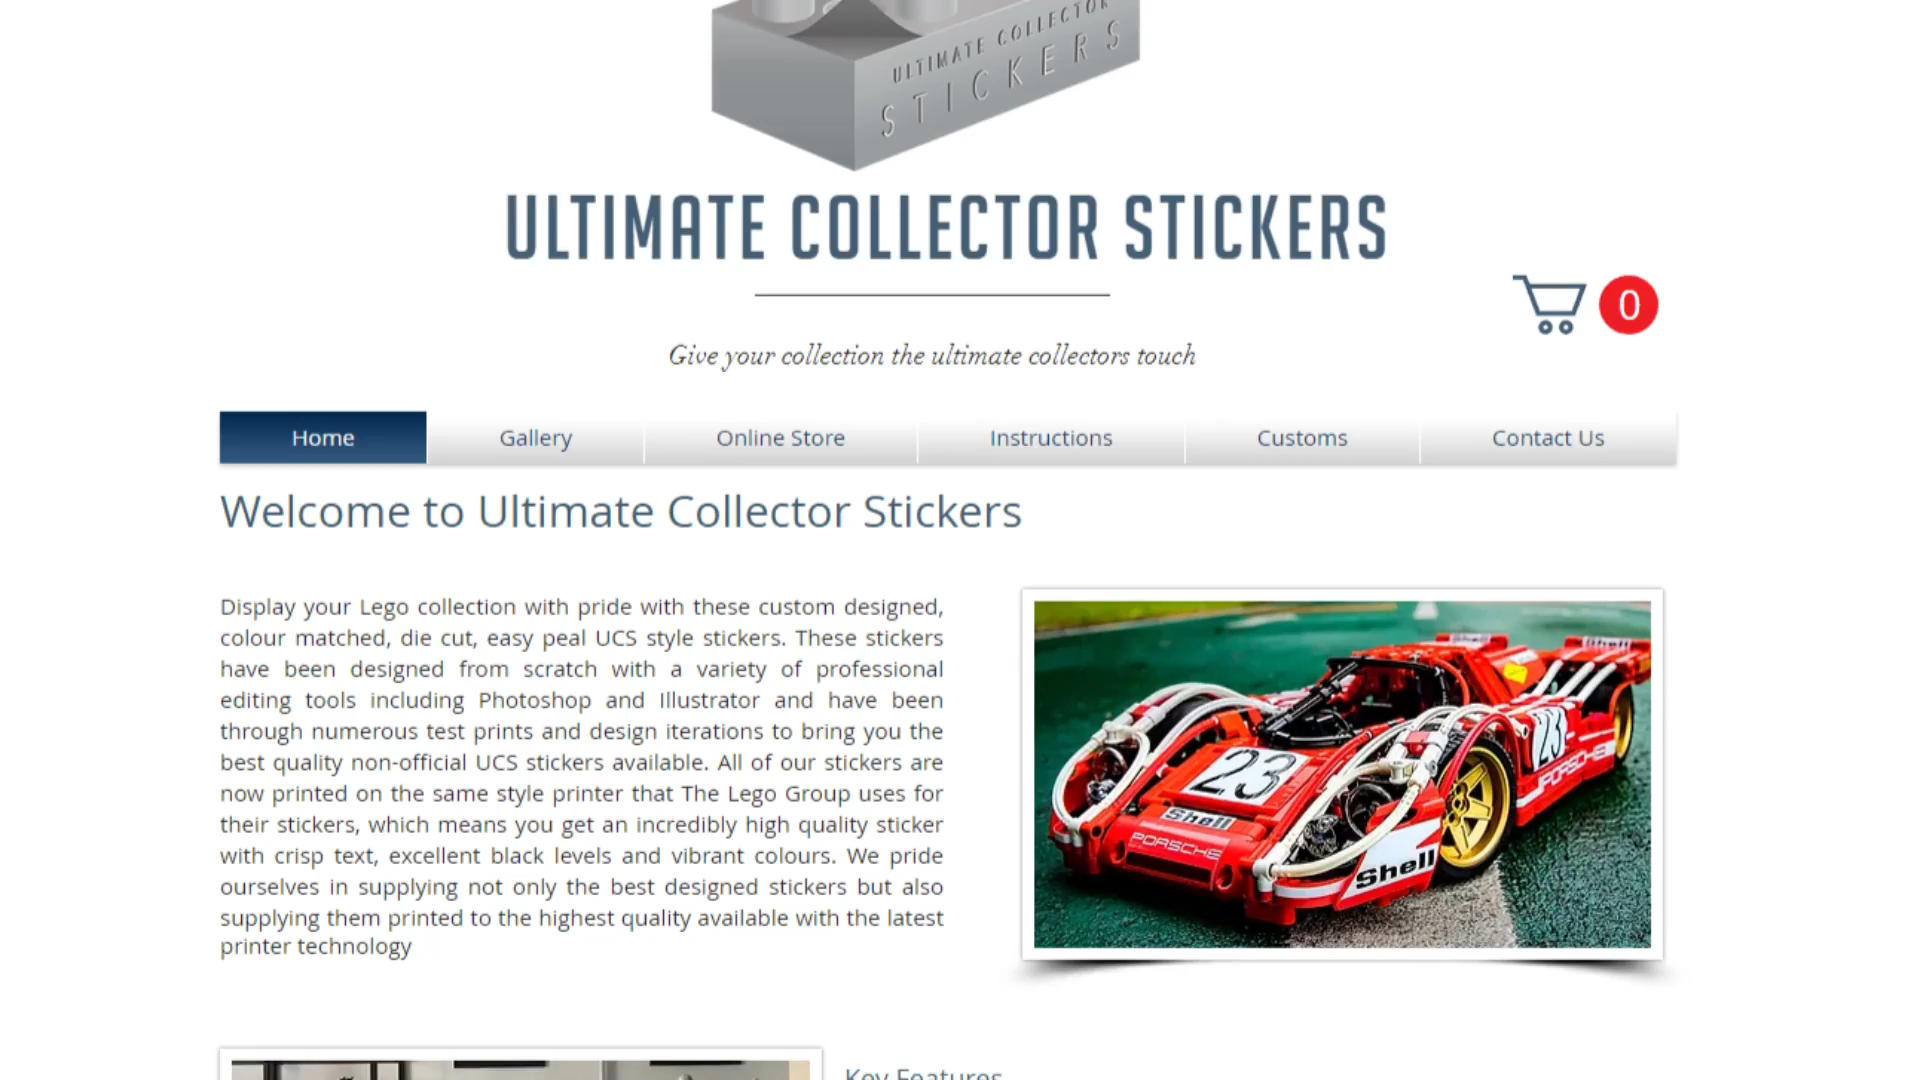 ULTIMATE COLLECTOR
STICKERS
ULTIMATE COLLECTOR STICKERS
0
Give your collection the ultimate collectors touch
Home Gallery Online Store Instructions Customs Contact Us
Welcome to Ultimate Collector Stickers
Display your Lego collection with pride with these custom designed,
colour matched, die cut, easy peal UCS style stickers. These stickers
have been designed from scratch with a variety of professional
editing tools including Photoshop and Illustrator and have been
through numerous test prints and design iterations to bring you the
best quality non-official UCS stickers available. All of our stickers are
now printed on the same style printer that The Lego Group uses for
their stickers, which means you get an incredibly high quality sticker
with crisp text, excellent black levels and vibrant colours. We pride
ourselves in supplying not only the best designed stickers but also
supplying them printed to the highest quality available with the latest
printer technology
Shell
Shell
23
23
Shell
PORSCHE
PORSCHE
Shell
Key Features